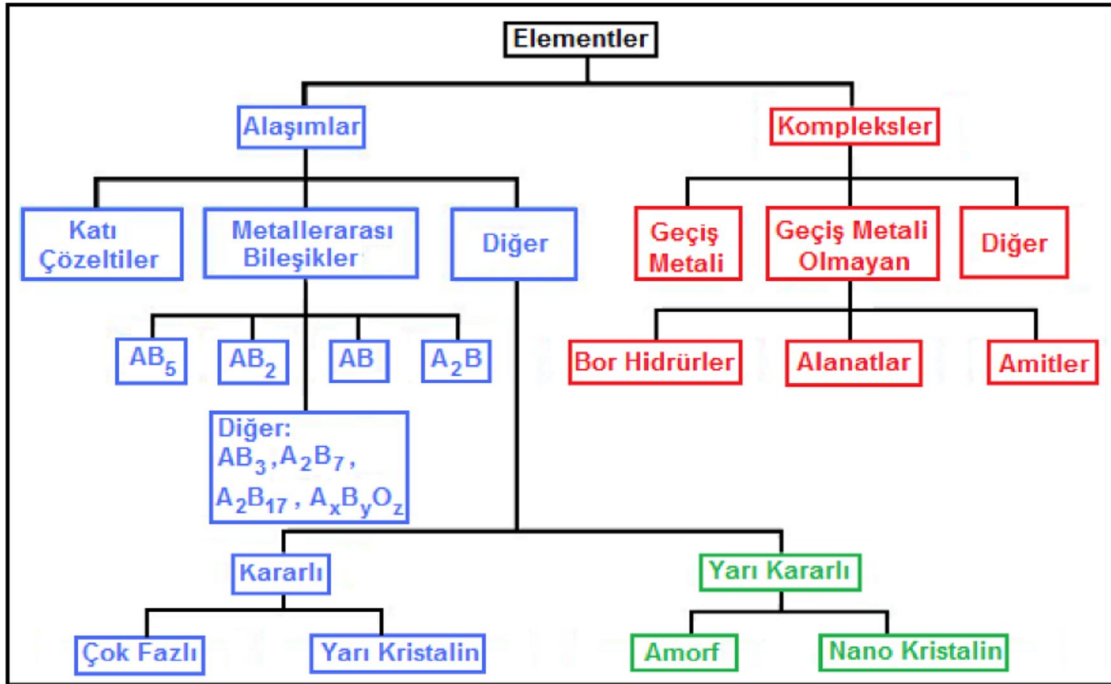 Elementler
Alaşımlar
Kompleksler
Katı
Çözeltiler
Metallerarası
Bileşikler
Diğer
Geçiş
Metali
Geçiş Metali
Olmayan
Diğer
AB₅
AB₂
AB
A₂B
Bor Hidrürler
Alanatlar
Amitler
Diğer:
AB₃,A₂B₇,
A₂B₁₇, AₓBᵧO_z
Kararlı
Yarı Kararlı
Çok Fazlı
Yarı Kristalin
Amorf
Nano Kristalin